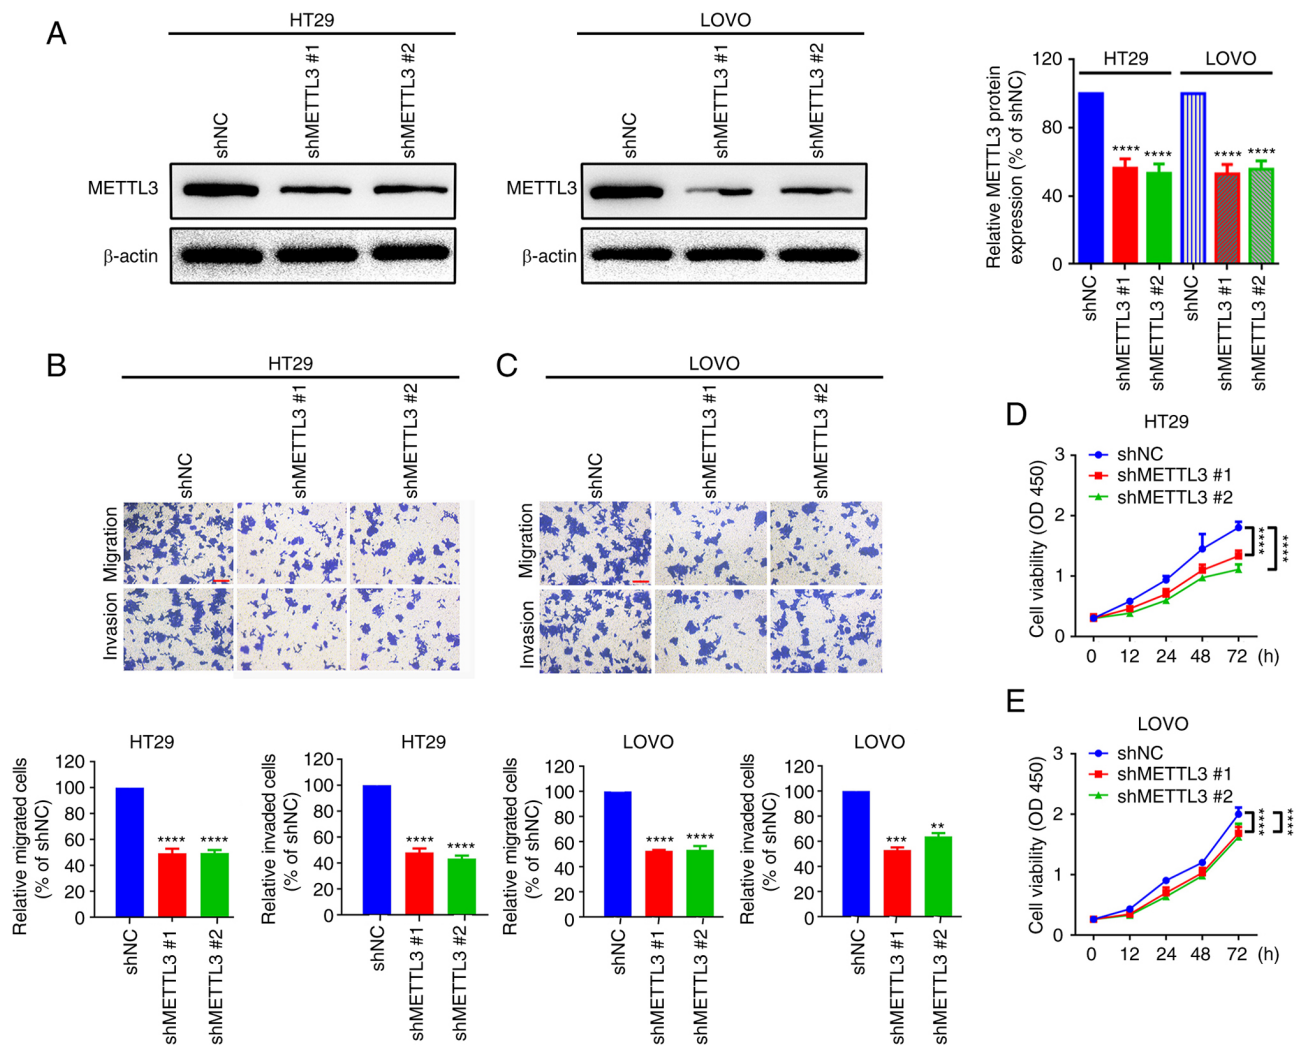 A
HT29
shNC
shMETTL3 #1
shMETTL3 #2
METTL3
β-actin
LOVO
shNC
shMETTL3 #1
shMETTL3 #2
METTL3
β-actin
Relative METTL3 protein
expression (% of shNC)
120
80
40
0
HT29
LOVO
****
****
****
****
shNC
shMETTL3 #1
shMETTL3 #2
shNC
shMETTL3 #1
shMETTL3 #2
B
HT29
shNC
shMETTL3 #1
shMETTL3 #2
Migration
Invasion
C
LOVO
shNC
shMETTL3 #1
shMETTL3 #2
Migration
Invasion
HT29
Relative migrated cells
(% of shNC)
120
100
80
60
40
20
0
****
****
shNC
shMETTL3 #1
shMETTL3 #2
HT29
Relative invaded cells
(% of shNC)
120
100
80
60
40
20
0
****
****
shNC
shMETTL3 #1
shMETTL3 #2
LOVO
Relative migrated cells
(% of shNC)
120
100
80
60
40
20
0
****
****
shNC
shMETTL3 #1
shMETTL3 #2
LOVO
Relative invaded cells
(% of shNC)
120
100
80
60
40
20
0
***
**
shNC
shMETTL3 #1
shMETTL3 #2
D
HT29
Cell viability (OD 450)
3
2
1
0
shNC
shMETTL3 #1
shMETTL3 #2
****
****
0 12 24 48 72 (h)
E
LOVO
Cell viability (OD 450)
3
2
1
0
shNC
shMETTL3 #1
shMETTL3 #2
****
****
0 12 24 48 72 (h)